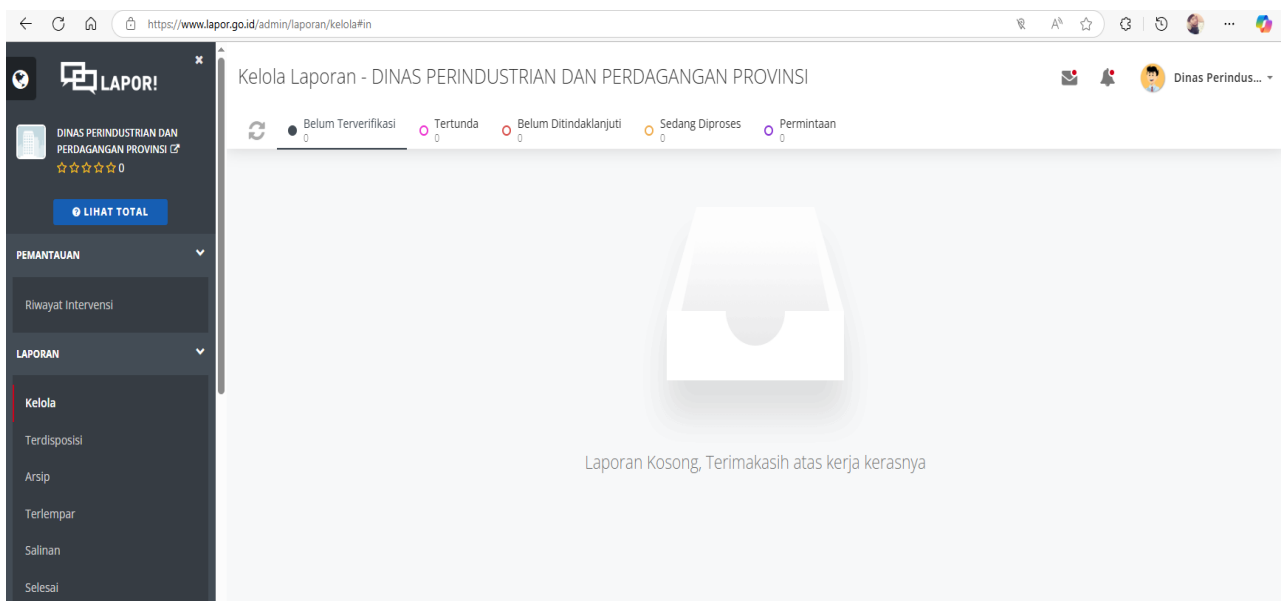 https://www.lapor.go.id/admin/laporan/kelola#in
LAPOR!
DINAS PERINDUSTRIAN DAN
PERDAGANGAN PROVINSI
0
LIHAT TOTAL
PEMANTAUAN
Riwayat Intervensi
LAPORAN
Kelola
Terdisposisi
Arsip
Terlempar
Salinan
Selesai
Kelola Laporan - DINAS PERINDUSTRIAN DAN PERDAGANGAN PROVINSI
Dinas Perindus...
Belum Terverifikasi
0
Tertunda
0
Belum Ditindaklanjuti
0
Sedang Diproses
0
Permintaan
0
Laporan Kosong, Terimakasih atas kerja kerasnya